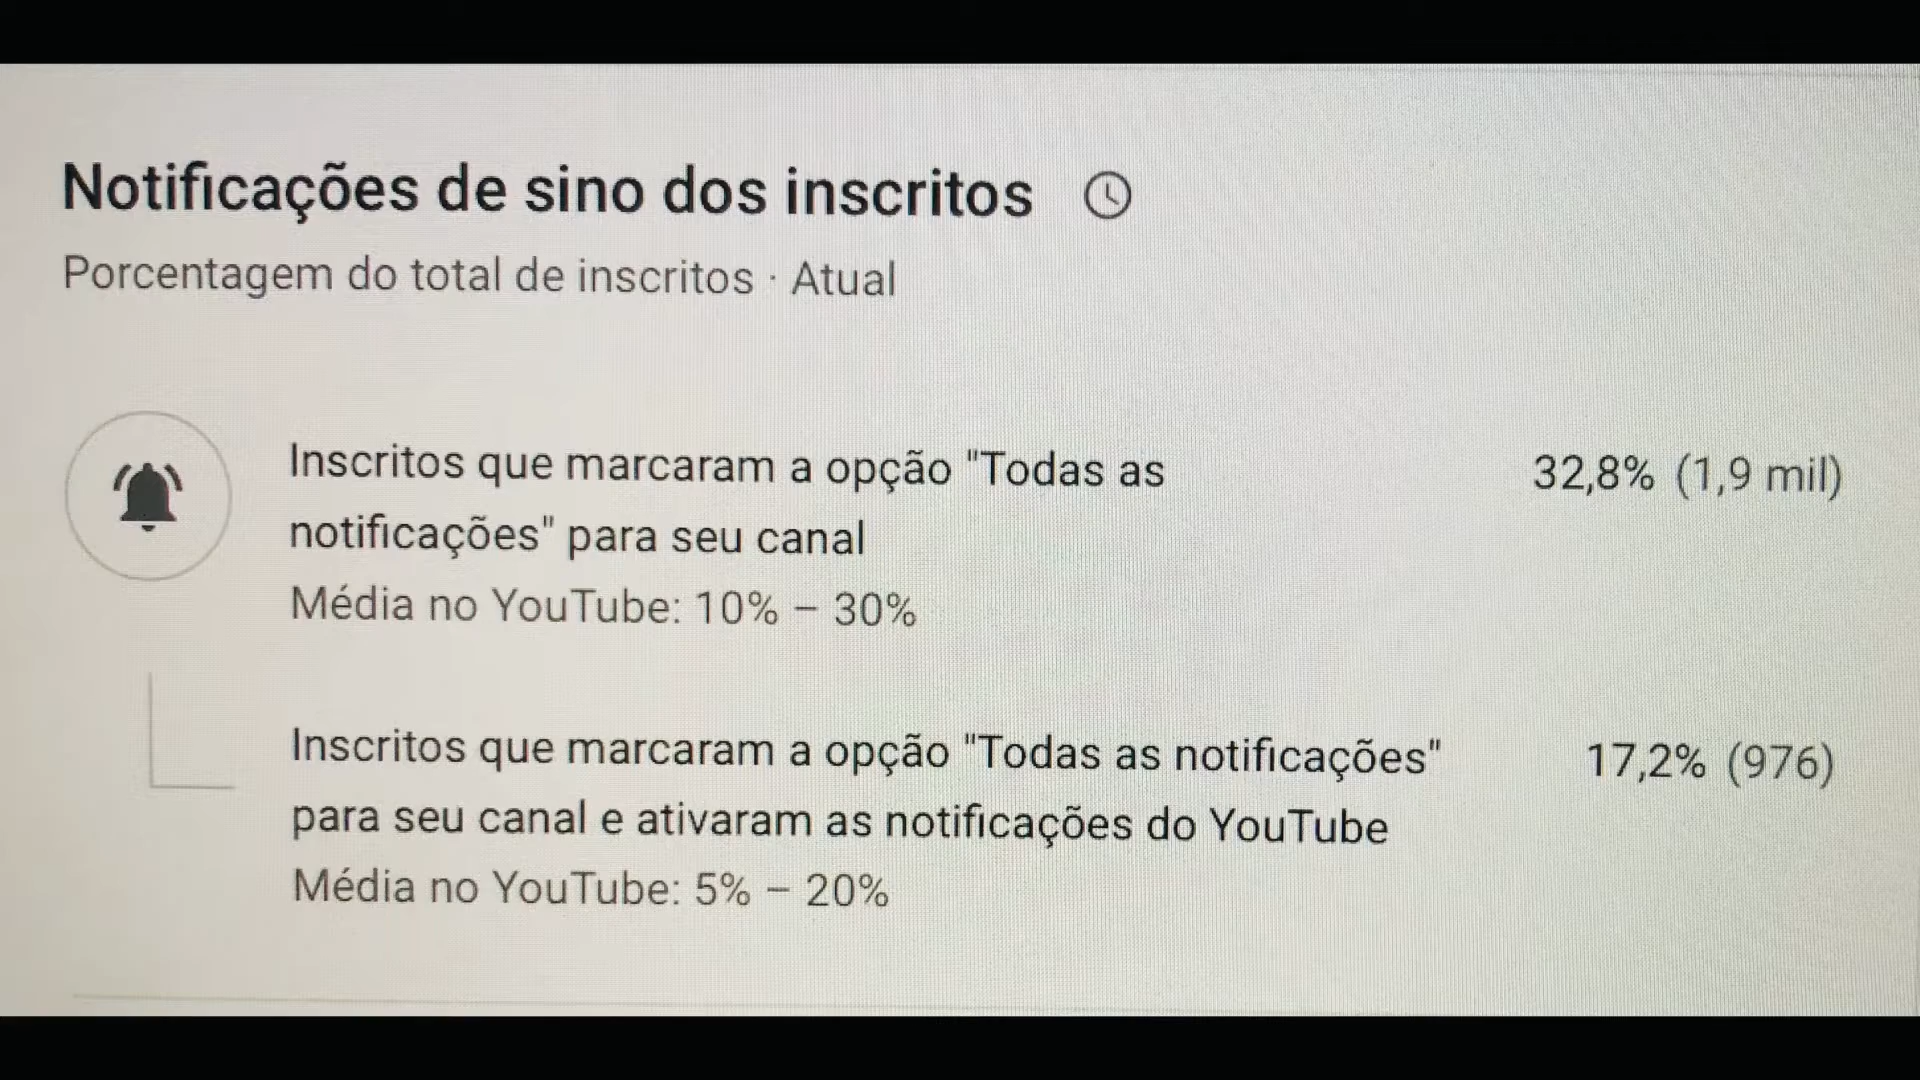 Notificações de sino dos inscritos
Porcentagem do total de inscritos · Atual
Inscritos que marcaram a opção "Todas as
notificações" para seu canal
32,8% (1,9 mil)
Média no YouTube: 10% – 30%
Inscritos que marcaram a opção "Todas as notificações"
para seu canal e ativaram as notificações do YouTube
17,2% (976)
Média no YouTube: 5% – 20%